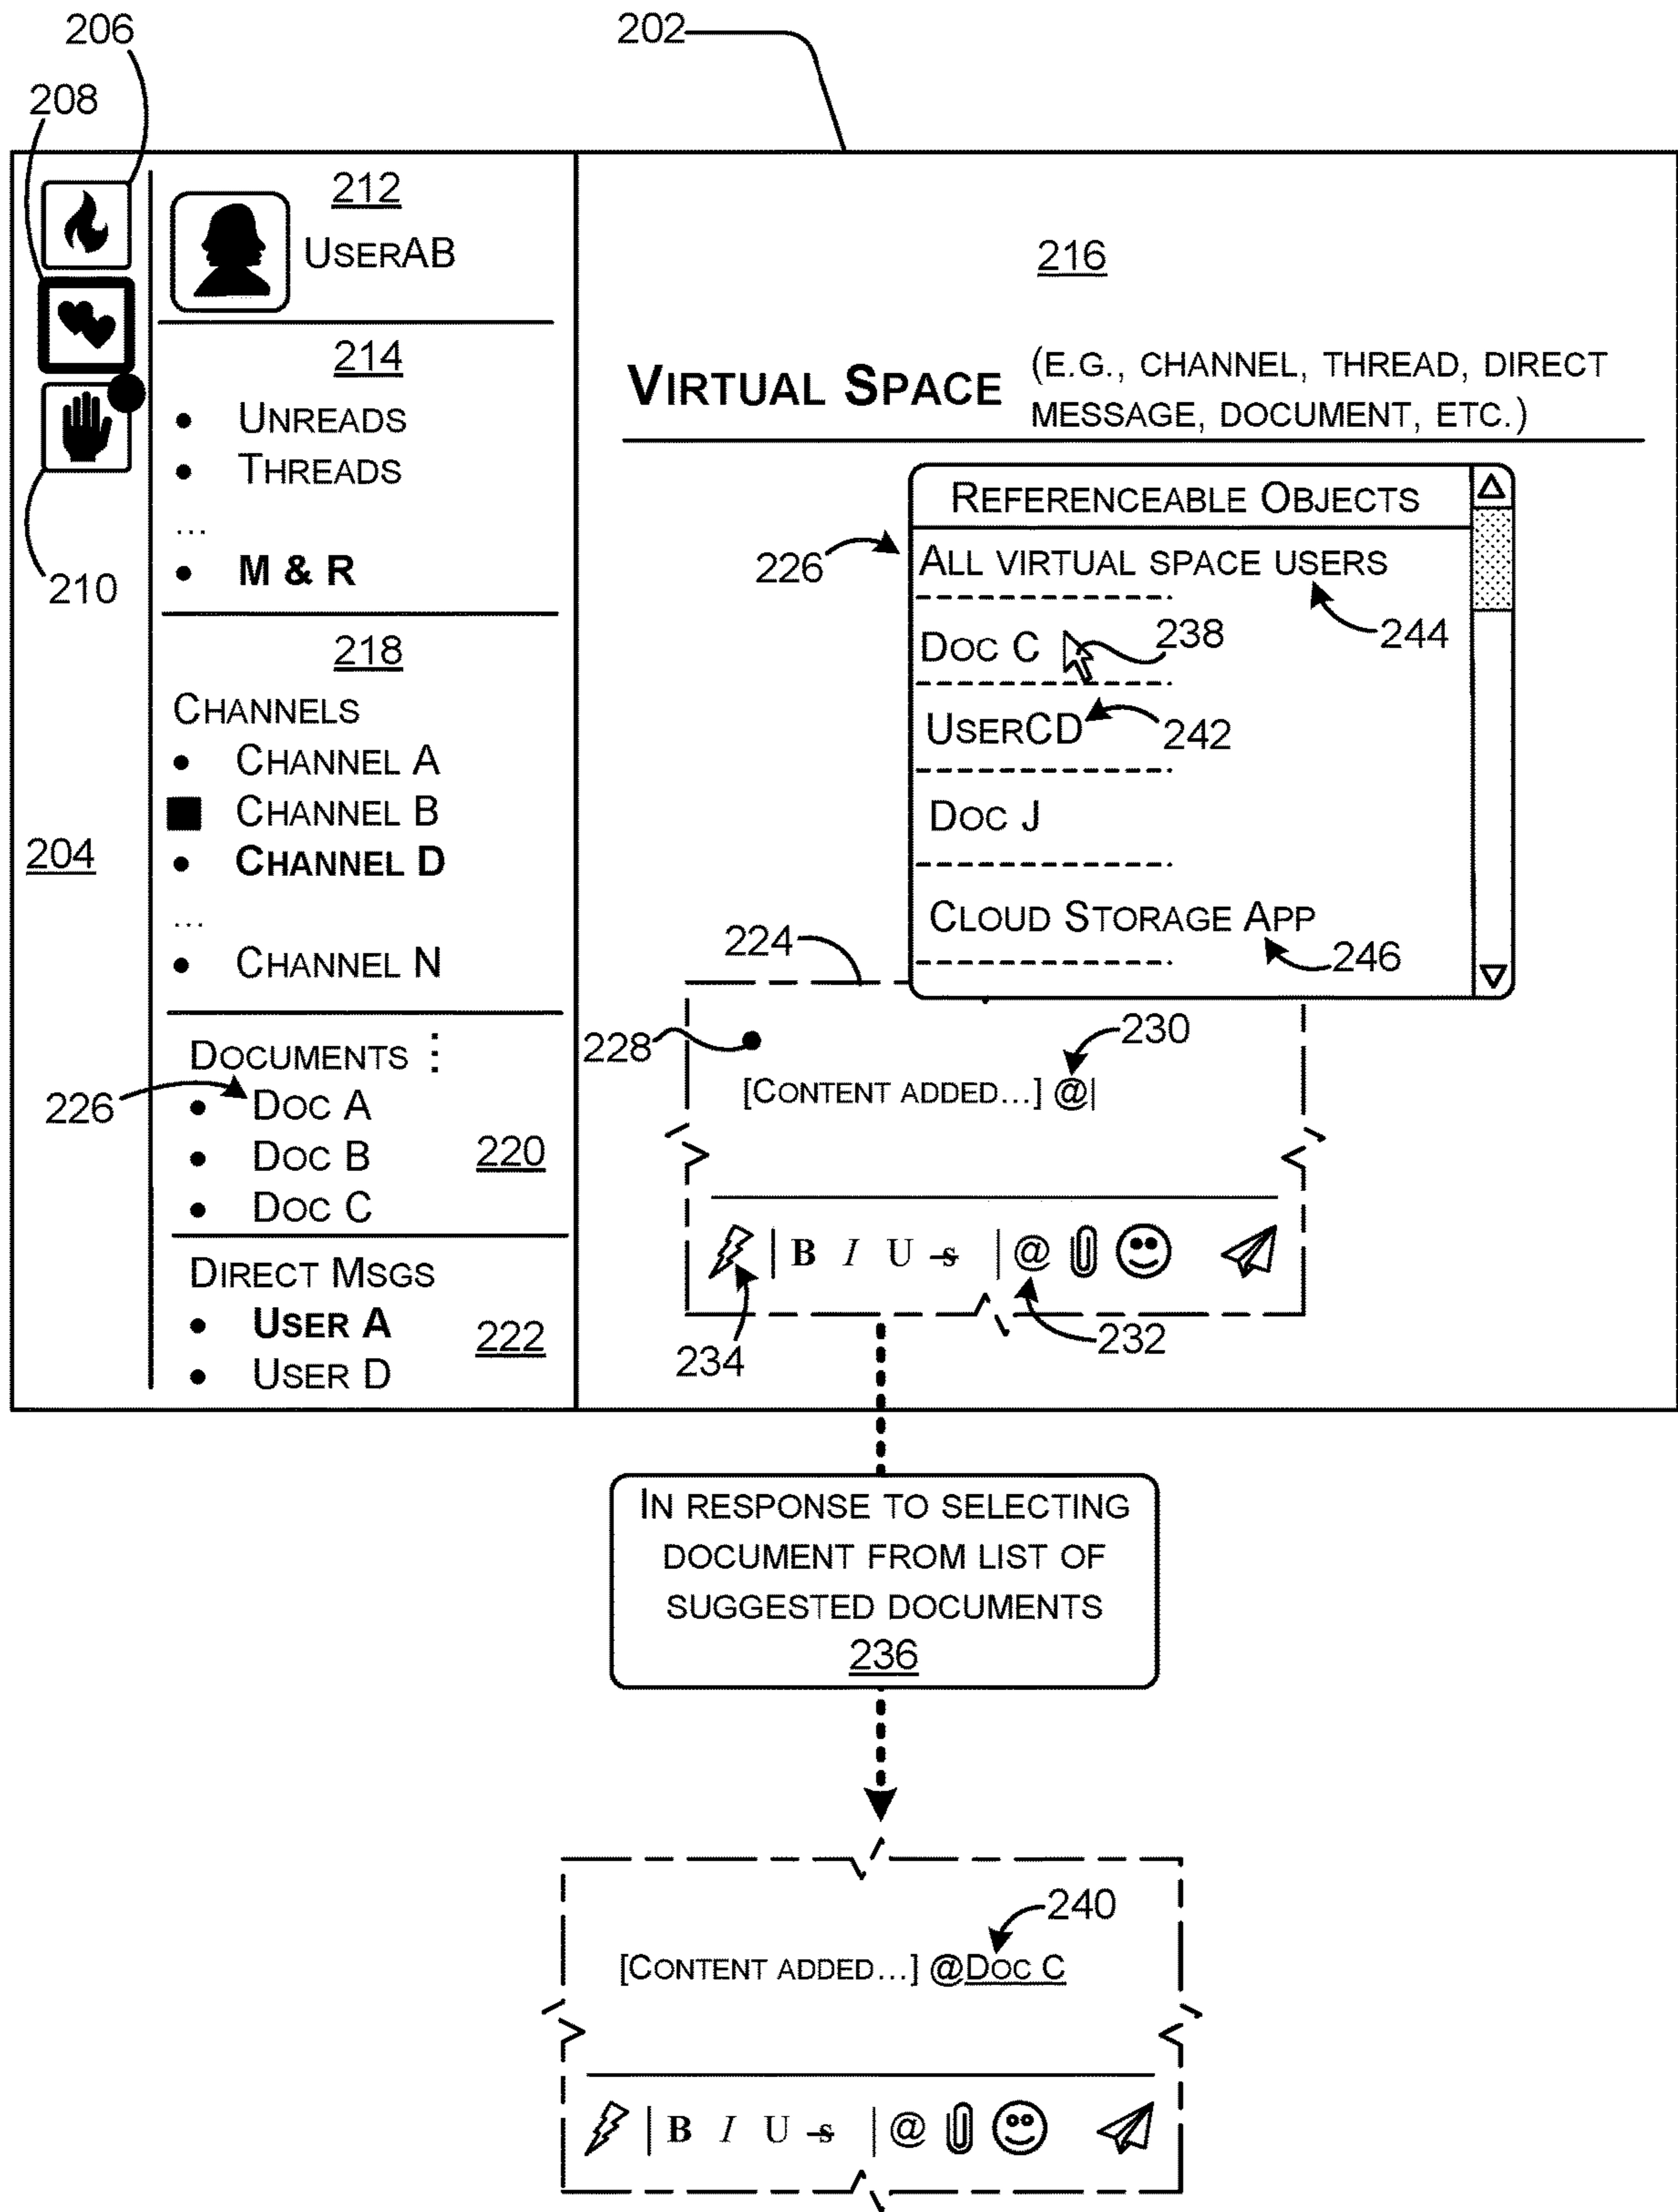 206
202
208
212
UserAB
216
214
Virtual Space (e.g., channel, thread, direct
message, document, etc.)
• Unreads
• Threads
...
• M & R
210
Referenceable Objects
226
All virtual space users
244
Doc C
238
UserCD
242
Doc J
Cloud Storage App
246
218
Channels
• Channel A
Channel B
• Channel D
...
• Channel N
204
224
228
230
[Content added...] @|
Documents ⋮
226
• Doc A
• Doc B
• Doc C
220
B I U s @
234
232
Direct Msgs
• User A
• User D
222
In response to selecting
document from list of
suggested documents
236
240
[Content added...] @Doc C
B I U s @